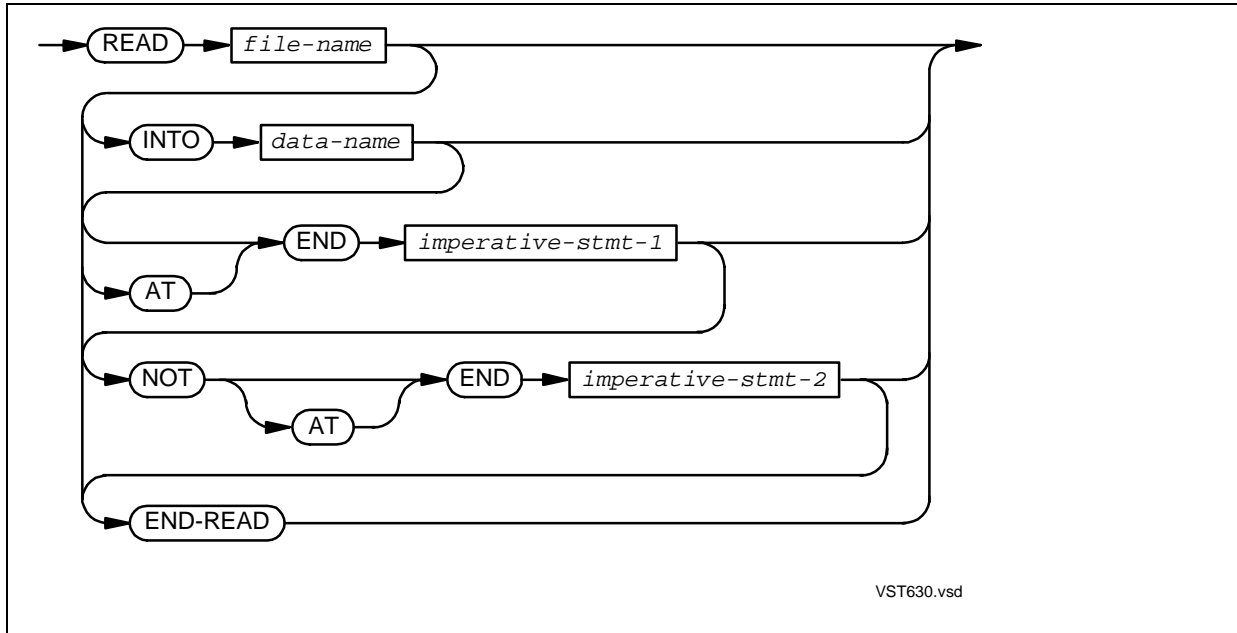 READ file-name
INTO data-name
END imperative-stmt-1
AT
NOT END imperative-stmt-2
AT
END-READ
VST630.vsd